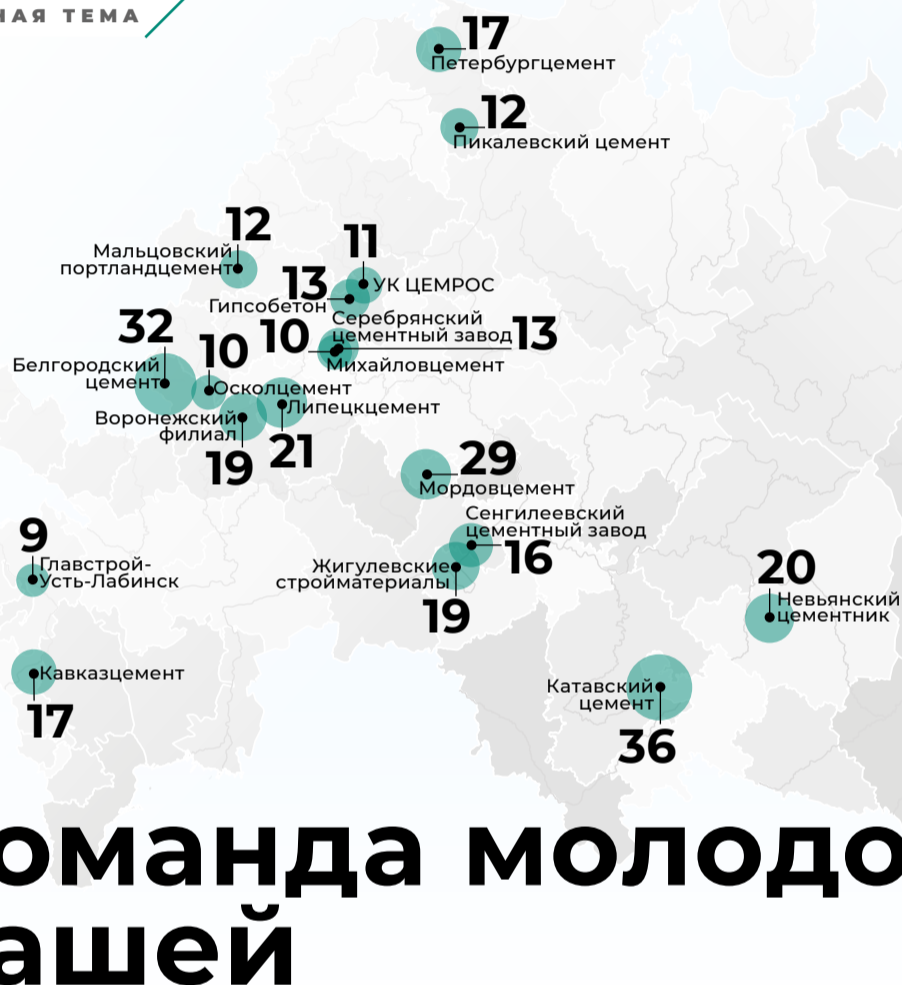 НАЯ ТЕМА
17
Петербургцемент
12
Пикалевский цемент
12
Мальцовский
портландцемент
11
УК ЦЕМРОС
13
Гипсобетон
Серебрянский
цементный завод
13
10
Михайловцемент
32
Белгородский
цемент
10
Осколцемент
Липецкцемент
21
Воронежский
филиал
19
29
Мордовцемент
Сенгилеевский
цементный завод
16
Жигулевские
стройматериалы
19
9
Главстрой-
Усть-Лабинск
20
Невьянский
цементник
Кавказцемент
17
Катавский
цемент
36
оманда молодо
ашей